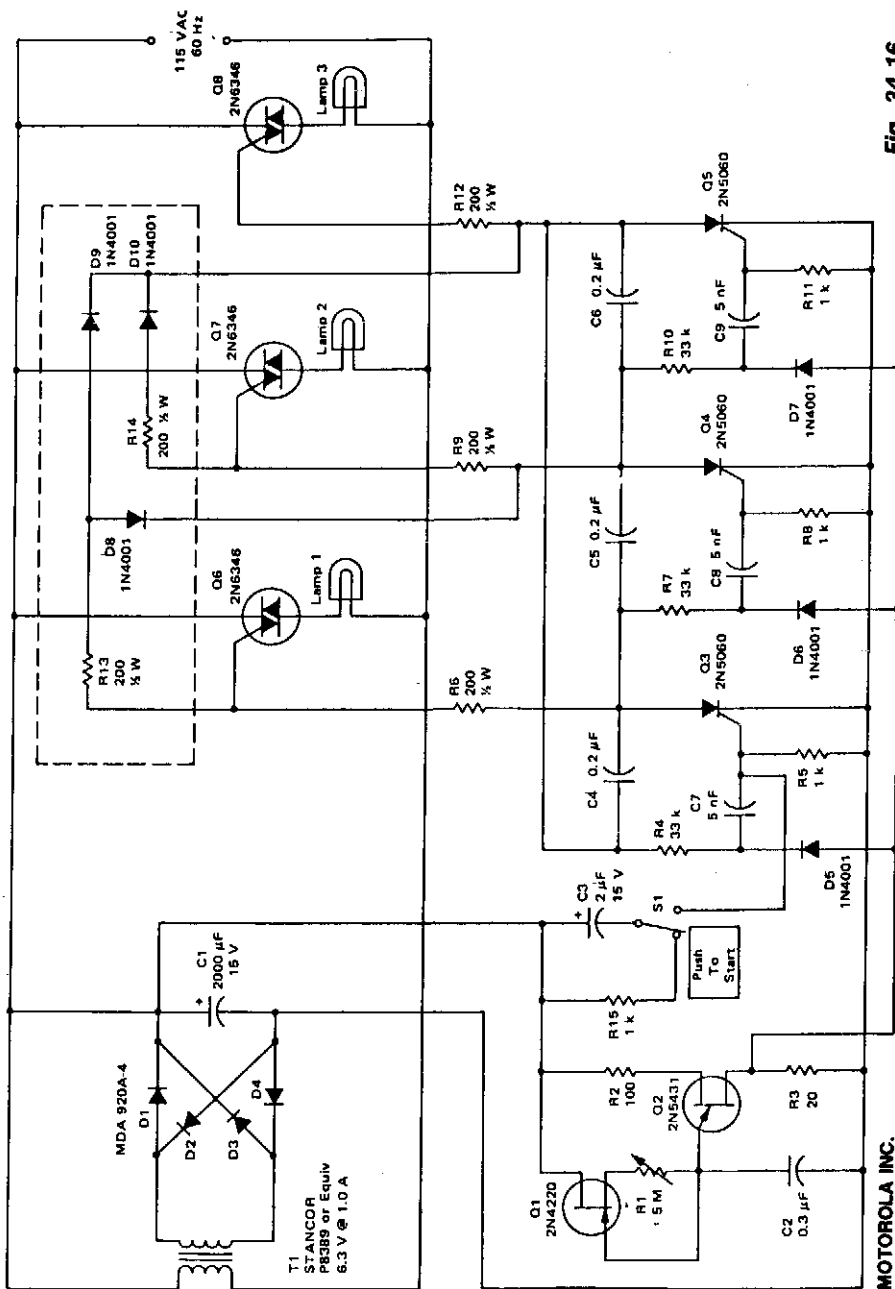 115 VAC
60 Hz
Q8
2N6346
Lamp 3
D9
1N4001
D10
1N4001
R12
200
½ W
Q7
2N6346
Lamp 2
R14
200 ½ W
R9
200
½ W
D8
1N4001
Q6
2N6346
Lamp 1
R13
200
½ W
R6
200
½ W
C6 0.2 µF
Q5
2N5060
R10
33 k
C9 5 nF
R11
1 k
D7
1N4001
C5 0.2 µF
Q4
2N5060
R7
33 k
C8 5 nF
R8
1 k
D6
1N4001
C4 0.2 µF
Q3
2N5060
R4
33 k
C7
5 nF
R5
1 k
D5
1N4001
MDA 920A-4
D1
D2
D3
D4
C1
2000 µF
15 V
T1
STANCOR
P8389 or Equiv
6.3 V @ 1.0 A
C3
2 µF
15 V
S1
Push
To
Start
R15
1 k
R2
100
Q2
2N5431
R3
20
Q1
2N4220
R1
5 M
C2
0.3 µF
MOTOROLA INC.
Fig. 34-16